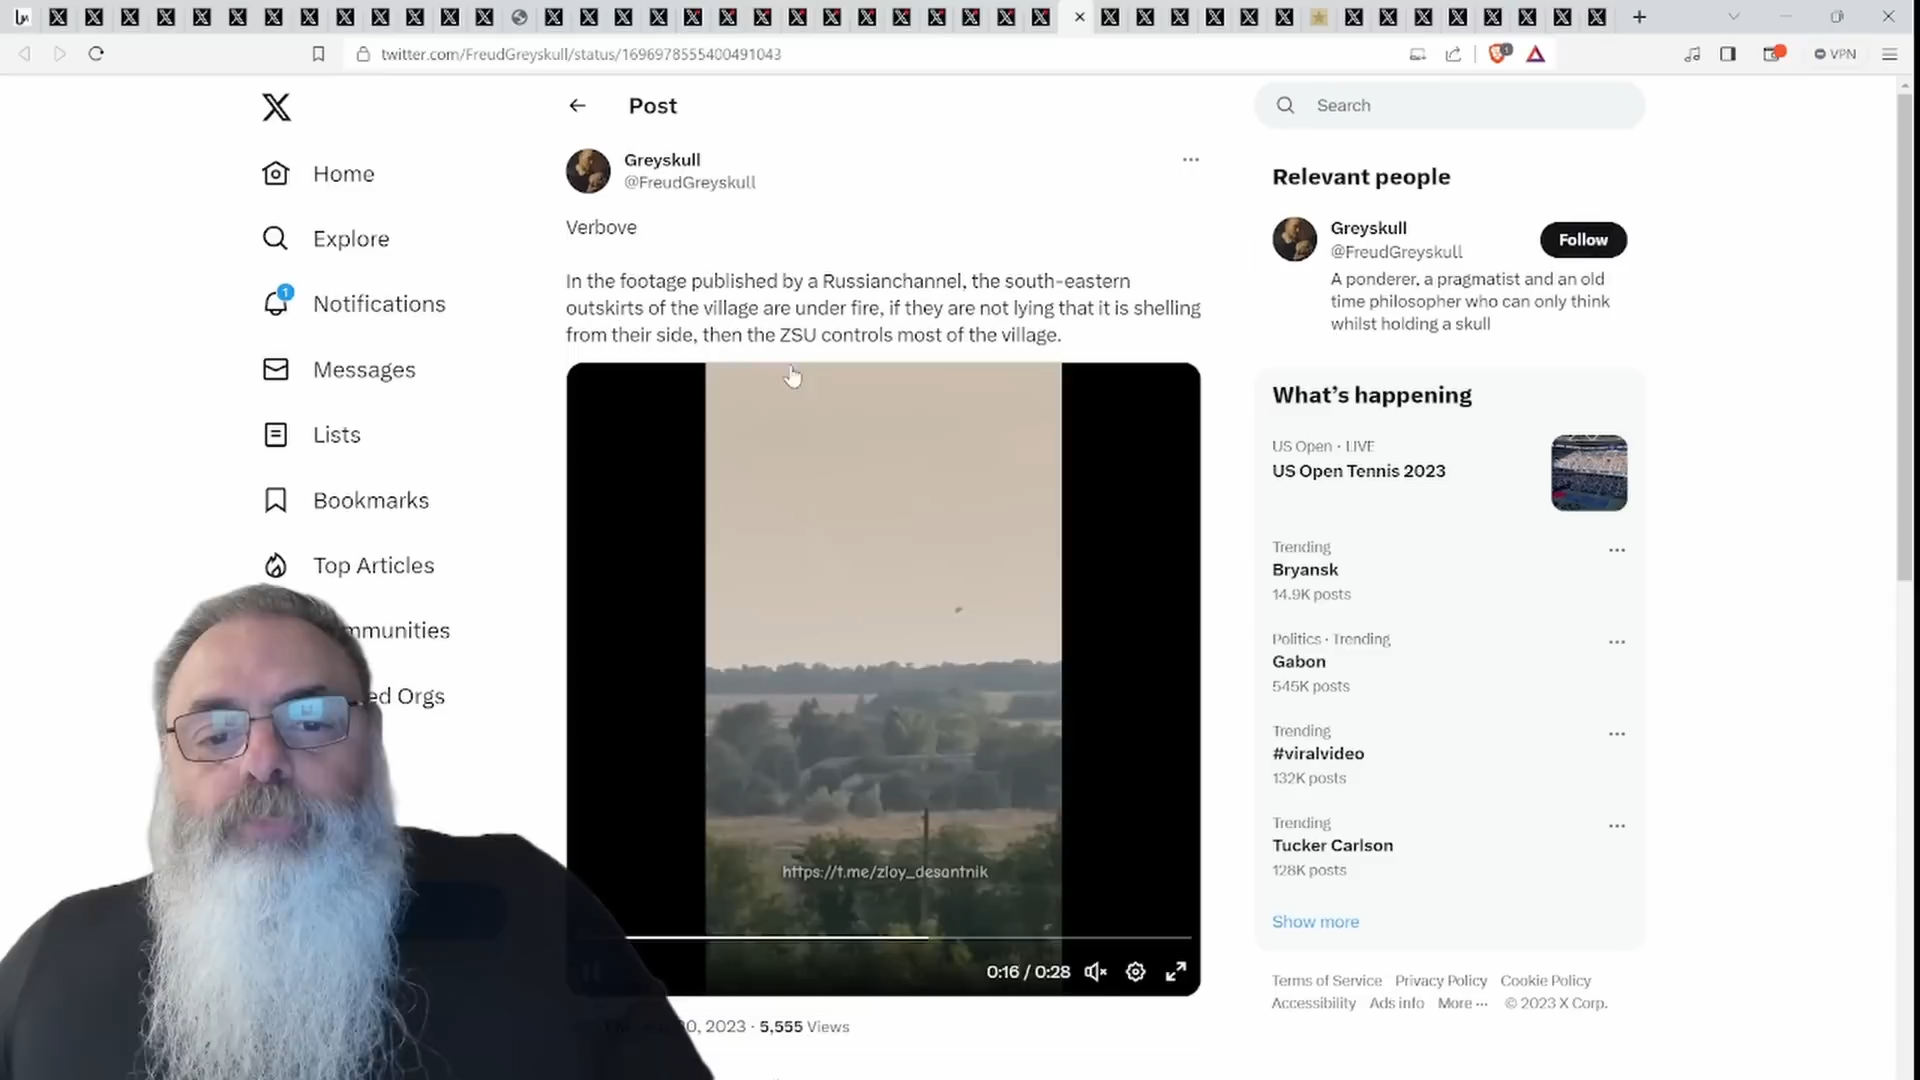 twitter.com/FreudGreyskull/status/1696978555400491043
1
VPN
Home
Explore
1
Notifications
Messages
Lists
Bookmarks
Top Articles
mmunities
ed Orgs
Post
Greyskull
@FreudGreyskull
Verbove
In the footage published by a Russianchannel, the south-eastern
outskirts of the village are under fire, if they are not lying that it is shelling
from their side, then the ZSU controls most of the village.
https://t.me/zloy_desantnik
0:16 / 0:28
0, 2023 · 5,555 Views
Search
Relevant people
Greyskull
@FreudGreyskull
Follow
A ponderer, a pragmatist and an old
time philosopher who can only think
whilst holding a skull
What's happening
US Open · LIVE
US Open Tennis 2023
Trending
Bryansk
14.9K posts
Politics · Trending
Gabon
545K posts
Trending
#viralvideo
132K posts
Trending
Tucker Carlson
128K posts
Show more
Terms of Service Privacy Policy Cookie Policy
Accessibility Ads info More ··· © 2023 X Corp.